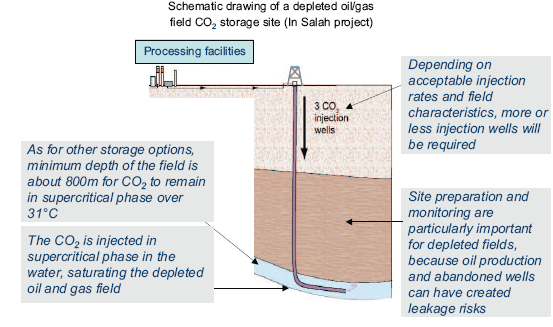 Schematic drawing of a depleted oil/gas
field CO₂ storage site (In Salah project)
Processing facilities
3 CO₂
injection
wells
Depending on
acceptable injection
rates and field
characteristics, more or
less injection wells will
be required
As for other storage options,
minimum depth of the field is
about 800m for CO₂ to remain
in supercritical phase over
31°C
The CO₂ is injected in
supercritical phase in the
water, saturating the depleted
oil and gas field
Site preparation and
monitoring are
particularly important
for depleted fields,
because oil production
and abandoned wells
can have created
leakage risks